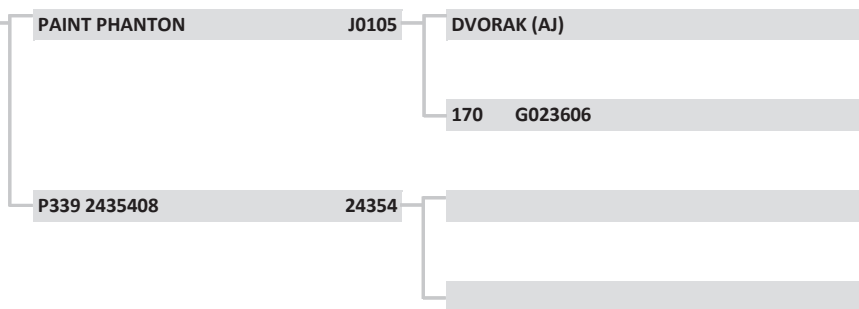 PAINT PHANTON J0105
DVORAK (AJ)
170 G023606
P339 2435408 24354